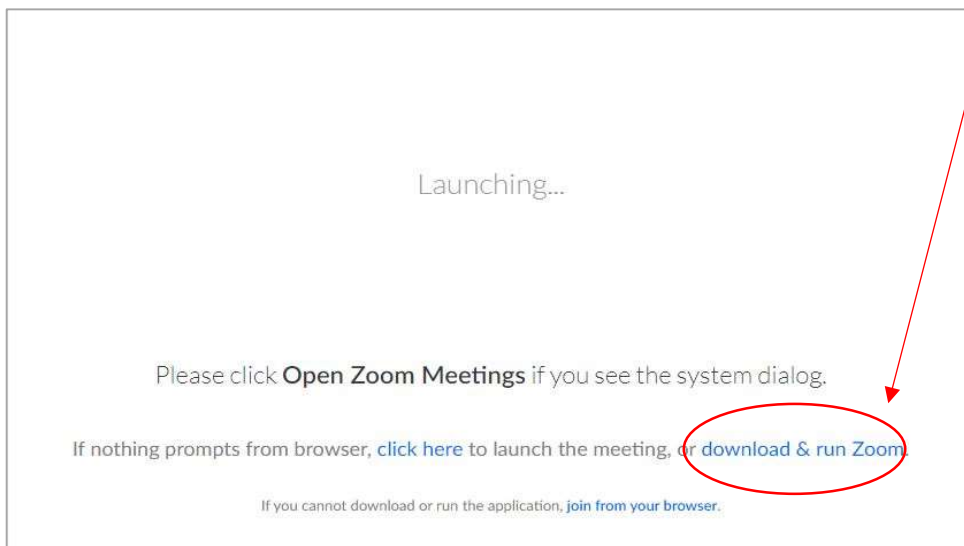 Launching...
Please click Open Zoom Meetings if you see the system dialog.
If nothing prompts from browser, click here to launch the meeting, or download & run Zoom.
If you cannot download or run the application, join from your browser.